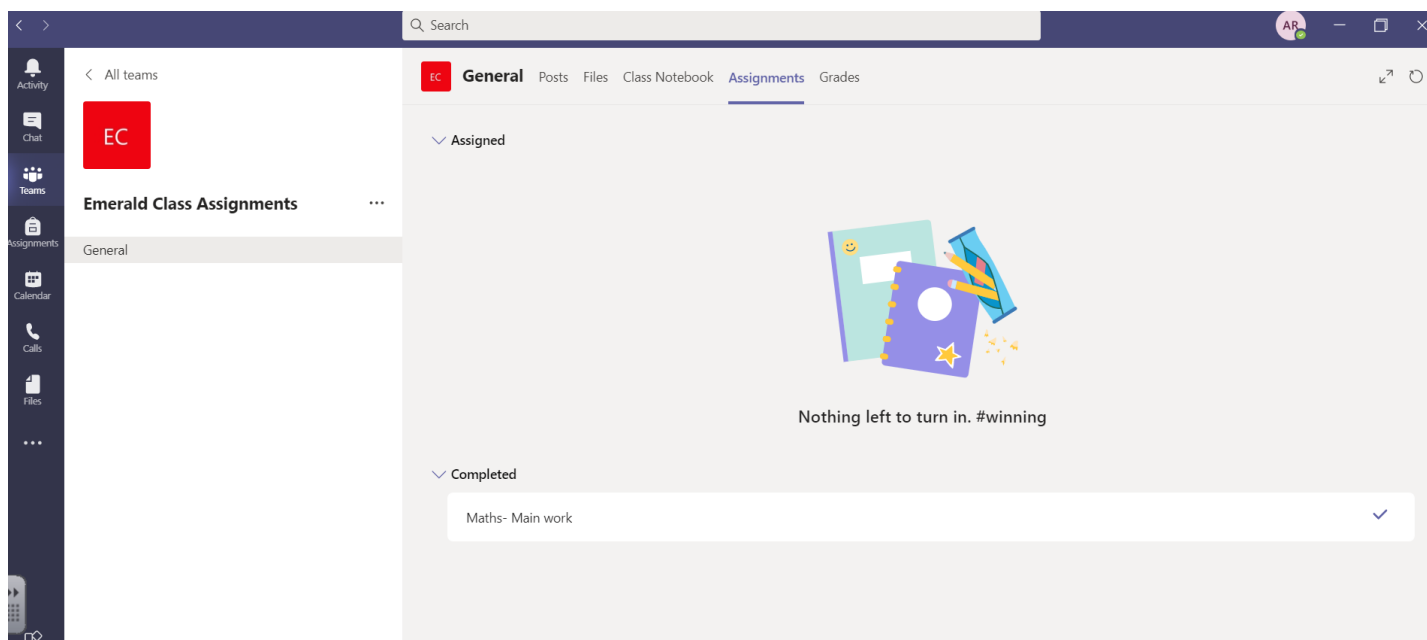 Search
AR
Activity
Chat
Teams
Assignments
Calendar
Calls
Files
All teams
EC
Emerald Class Assignments
General
EC General Posts Files Class Notebook Assignments Grades
Assigned
Nothing left to turn in. #winning
Completed
Maths- Main work